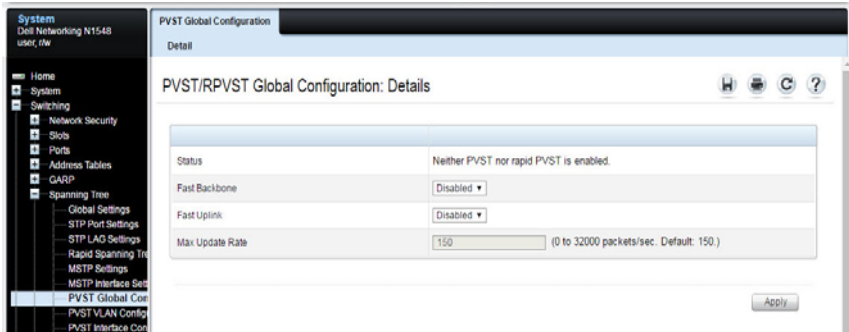 System
Dell Networking N1548
user, r/w
PVST Global Configuration
Detail
Home
System
Switching
Network Security
Slots
Ports
Address Tables
GARP
Spanning Tree
Global Settings
STP Port Settings
STP LAG Settings
Rapid Spanning Tre
MSTP Settings
MSTP Interface Sett
PVST Global Con
PVST VLAN Config
PVST Interface Con
PVST/RPVST Global Configuration: Details
?
Status Neither PVST nor rapid PVST is enabled.
Fast Backbone Disabled
Fast Uplink Disabled
Max Update Rate 150 (0 to 32000 packets/sec. Default: 150.)
Apply